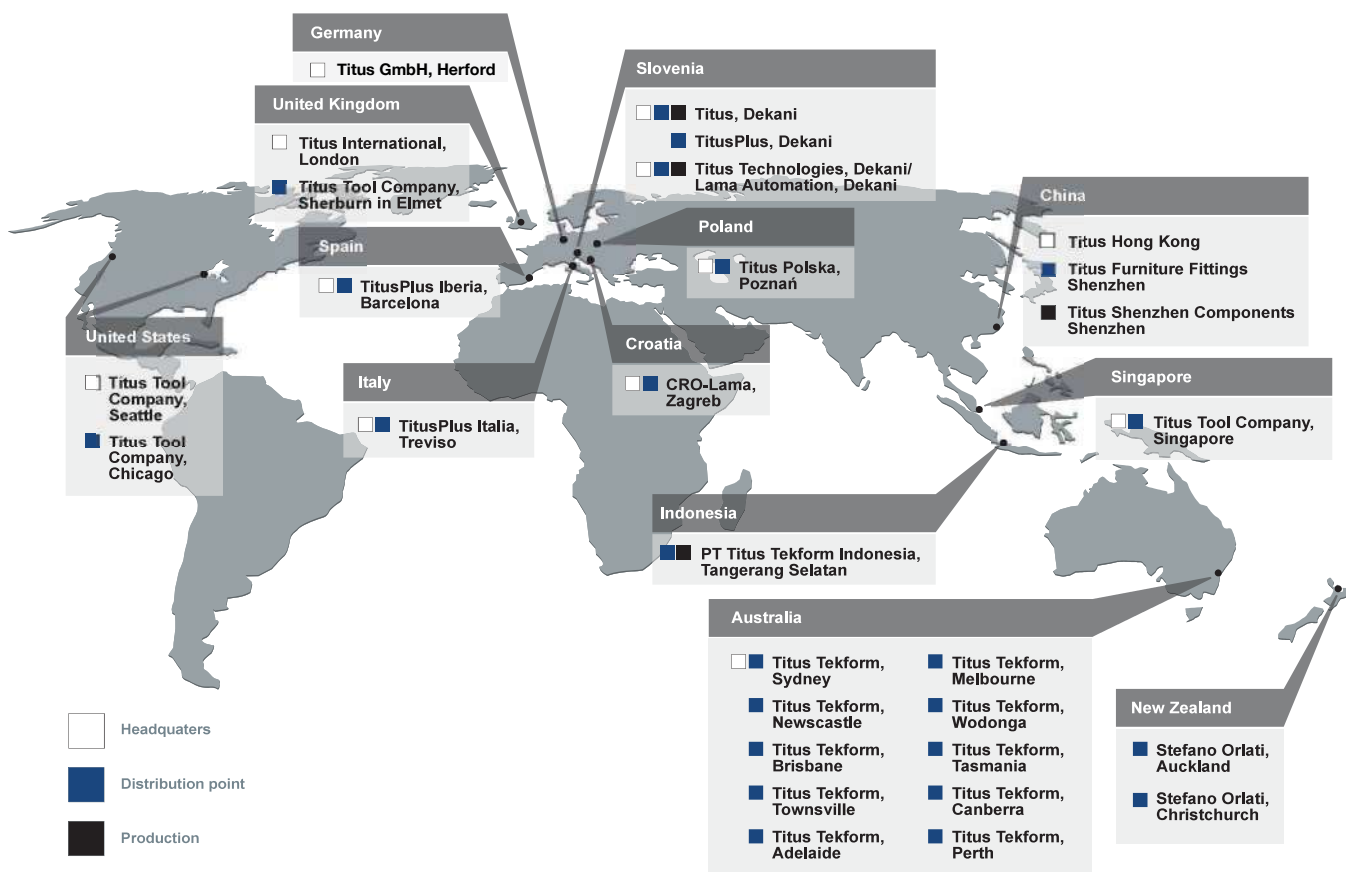 Germany
Titus GmbH, Herford
United Kingdom
Titus International,
London
Titus Tool Company,
Sherburn in Elmet
Slovenia
Titus, Dekani
TitusPlus, Dekani
Titus Technologies, Dekani/
Lama Automation, Dekani
Spain
TitusPlus Iberia,
Barcelona
Poland
Titus Polska,
Poznań
China
Titus Hong Kong
Titus Furniture Fittings
Shenzhen
Titus Shenzhen Components
Shenzhen
United States
Titus Tool
Company,
Seattle
Titus Tool
Company,
Chicago
Italy
TitusPlus Italia,
Treviso
Croatia
CRO-Lama,
Zagreb
Singapore
Titus Tool Company,
Singapore
Indonesia
PT Titus Tekform Indonesia,
Tangerang Selatan
Australia
Titus Tekform,
Sydney
Titus Tekform,
Newscastle
Titus Tekform,
Brisbane
Titus Tekform,
Townsville
Titus Tekform,
Adelaide
Titus Tekform,
Melbourne
Titus Tekform,
Wodonga
Titus Tekform,
Tasmania
Titus Tekform,
Canberra
Titus Tekform,
Perth
New Zealand
Stefano Orlati,
Auckland
Stefano Orlati,
Christchurch
Headquaters
Distribution point
Production